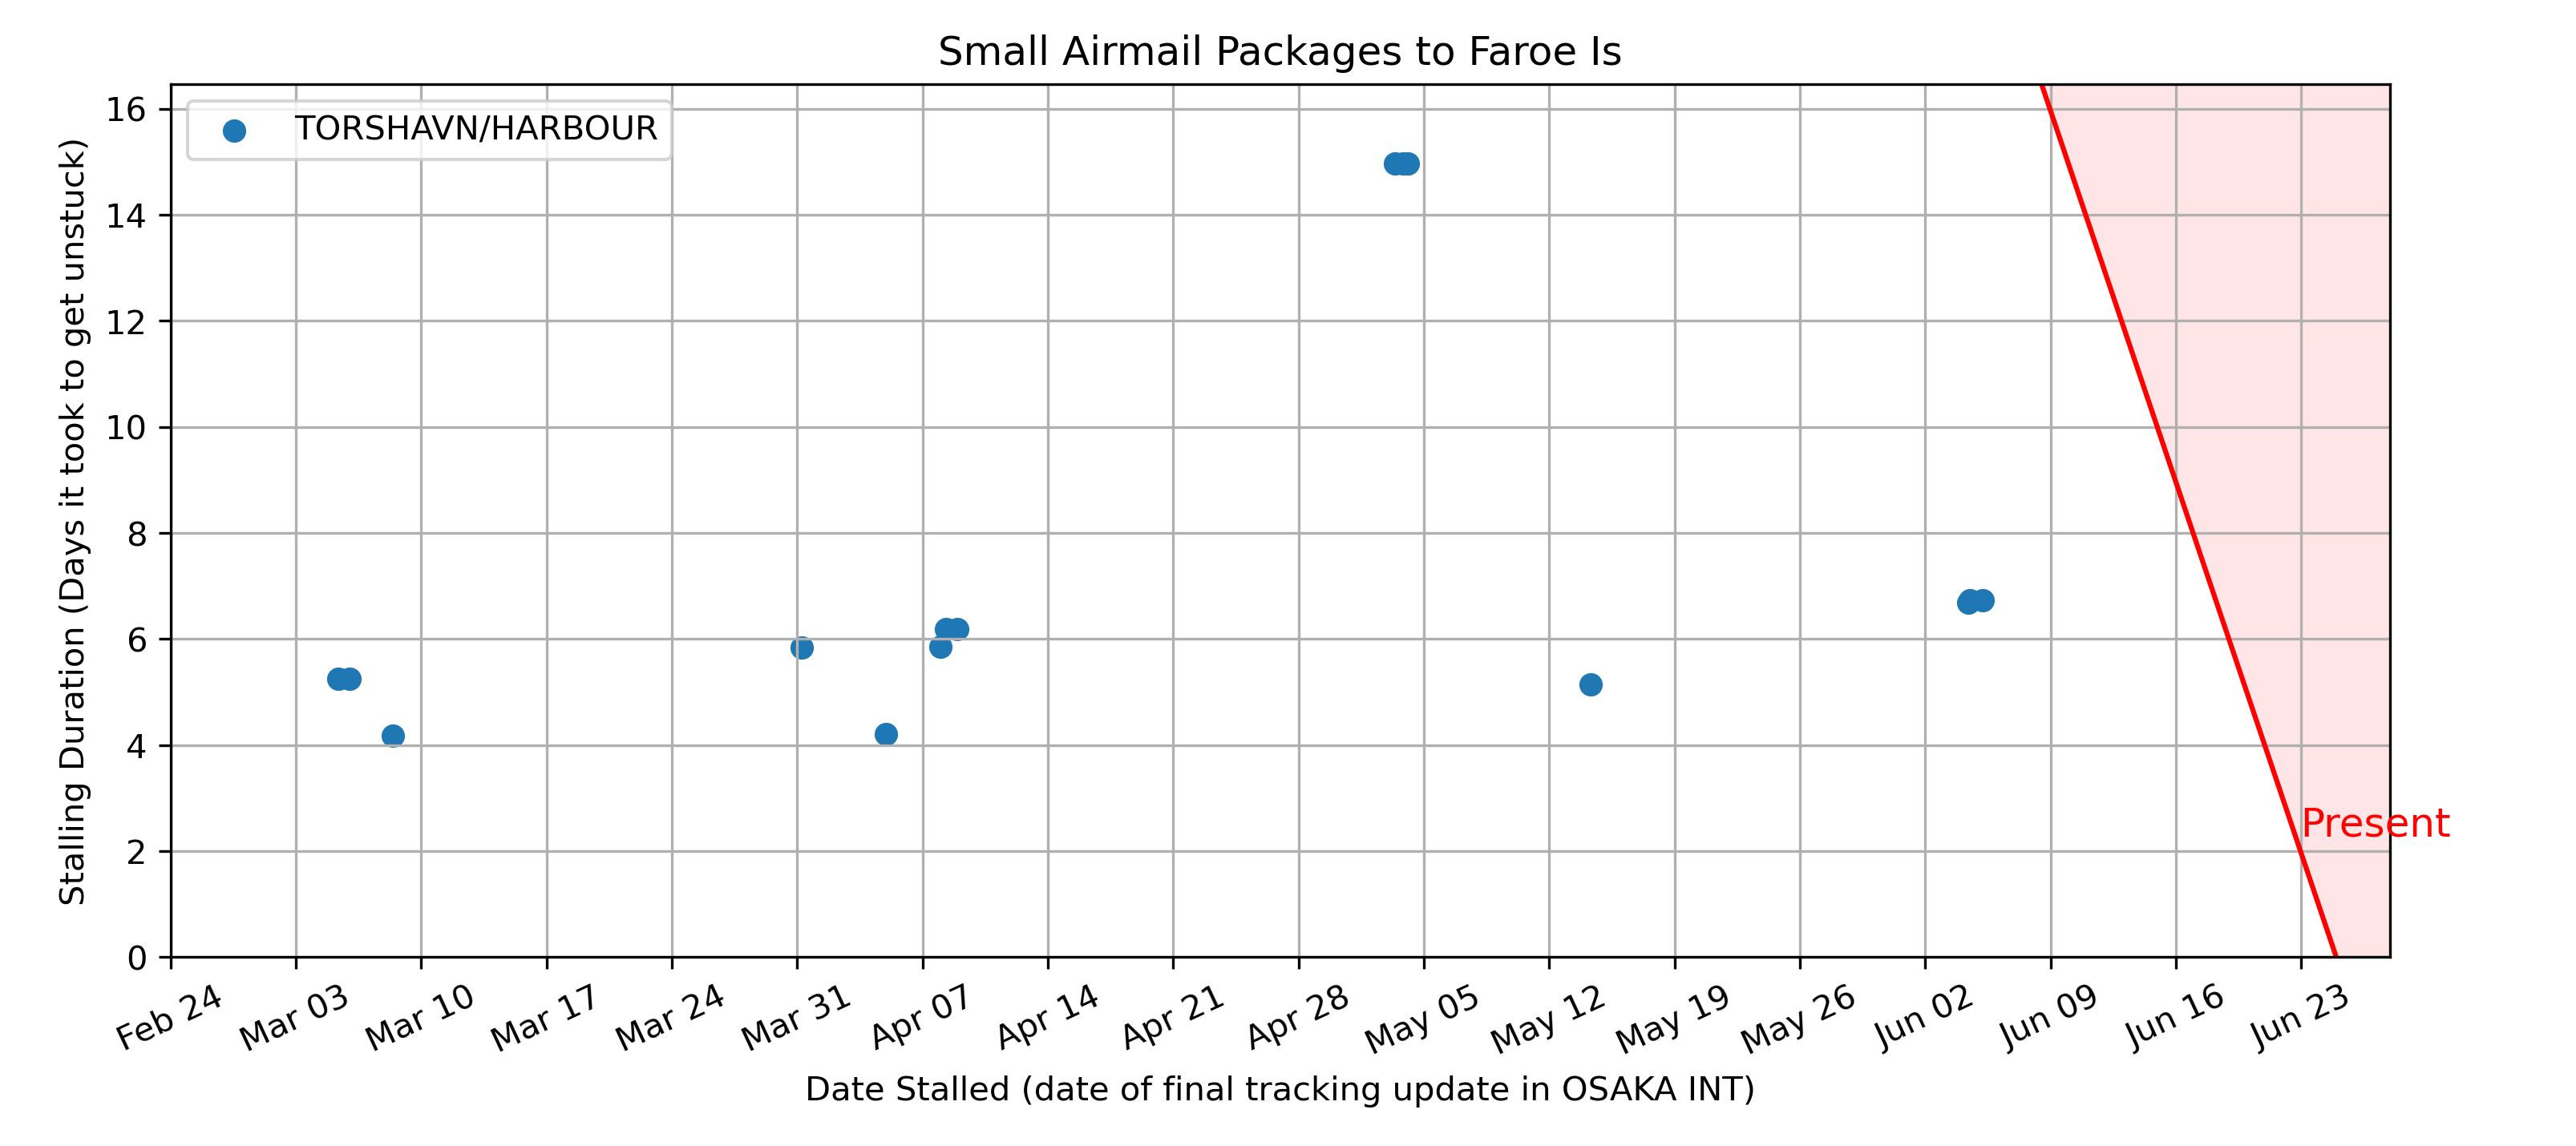 Small Airmail Packages to Faroe Is
TORSHAVN/HARBOUR
Stalling Duration (Days it took to get unstuck)
16
14
12
10
8
6
4
2
0
Present
Feb 24
Mar 03
Mar 10
Mar 17
Mar 24
Mar 31
Apr 07
Apr 14
Apr 21
Apr 28
May 05
May 12
May 19
May 26
Jun 02
Jun 09
Jun 16
Jun 23
Date Stalled (date of final tracking update in OSAKA INT)